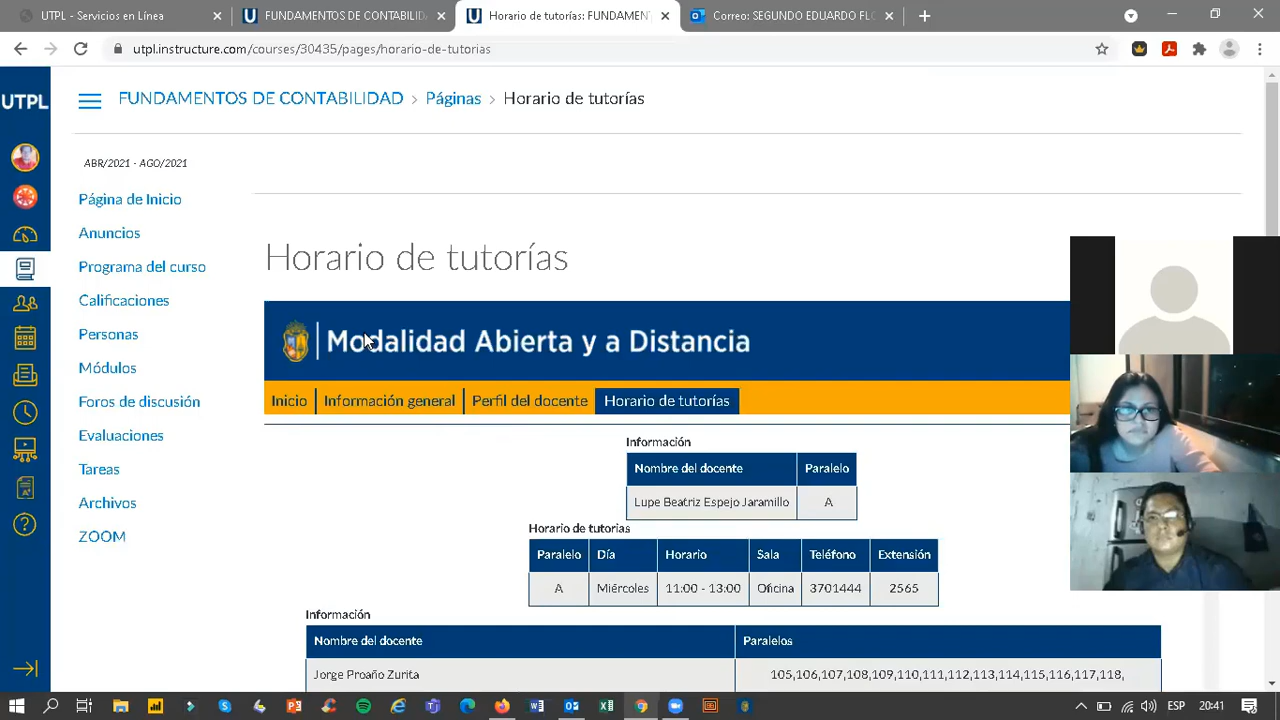 UTPL - Servicios en Línea
FUNDAMENTOS DE CONTABILID
Horario de tutorías: FUNDAMEN
Correo: SEGUNDO EDUARDO FLO
utpl.instructure.com/courses/30435/pages/horario-de-tutorias
UTPL
FUNDAMENTOS DE CONTABILIDAD > Páginas > Horario de tutorías
ABR/2021 - AGO/2021
Página de Inicio
Anuncios
Programa del curso
Calificaciones
Personas
Módulos
Foros de discusión
Evaluaciones
Tareas
Archivos
ZOOM
Horario de tutorías
Modalidad Abierta y a Distancia
Inicio
Información general
Perfil del docente
Horario de tutorías
Información
Nombre del docente Paralelo
Lupe Beatriz Espejo Jaramillo A
Horario de tutorias
Paralelo Día Horario Sala Teléfono Extensión
A Miércoles 11:00 - 13:00 Oficina 3701444 2565
Información
Nombre del docente Paralelos
Jorge Proaño Zurita 105,106,107,108,109,110,111,112,113,114,115,116,117,118,
ESP 20:41